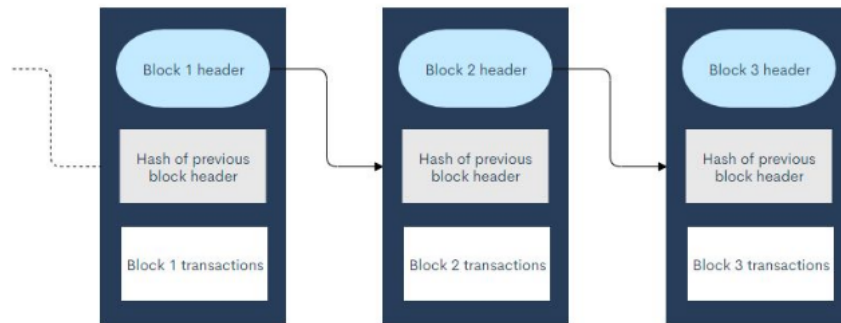 Block 1 header
Hash of previous
block header
Block 1 transactions
Block 2 header
Hash of previous
block header
Block 2 transactions
Block 3 header
Hash of previous
block header
Block 3 transactions